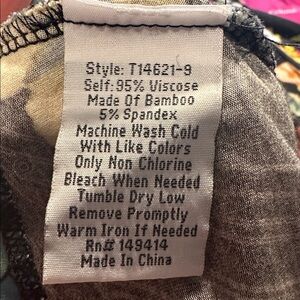 Style: T14621-9
Self: 95% Viscose
Made Of Bamboo
5% Spandex
Machine Wash Cold
With Like Colors
Only Non Chlorine
Bleach When Needed
Tumble Dry Low
Remove Promptly
Warm Iron If Needed
Rn# 149414
Made In China